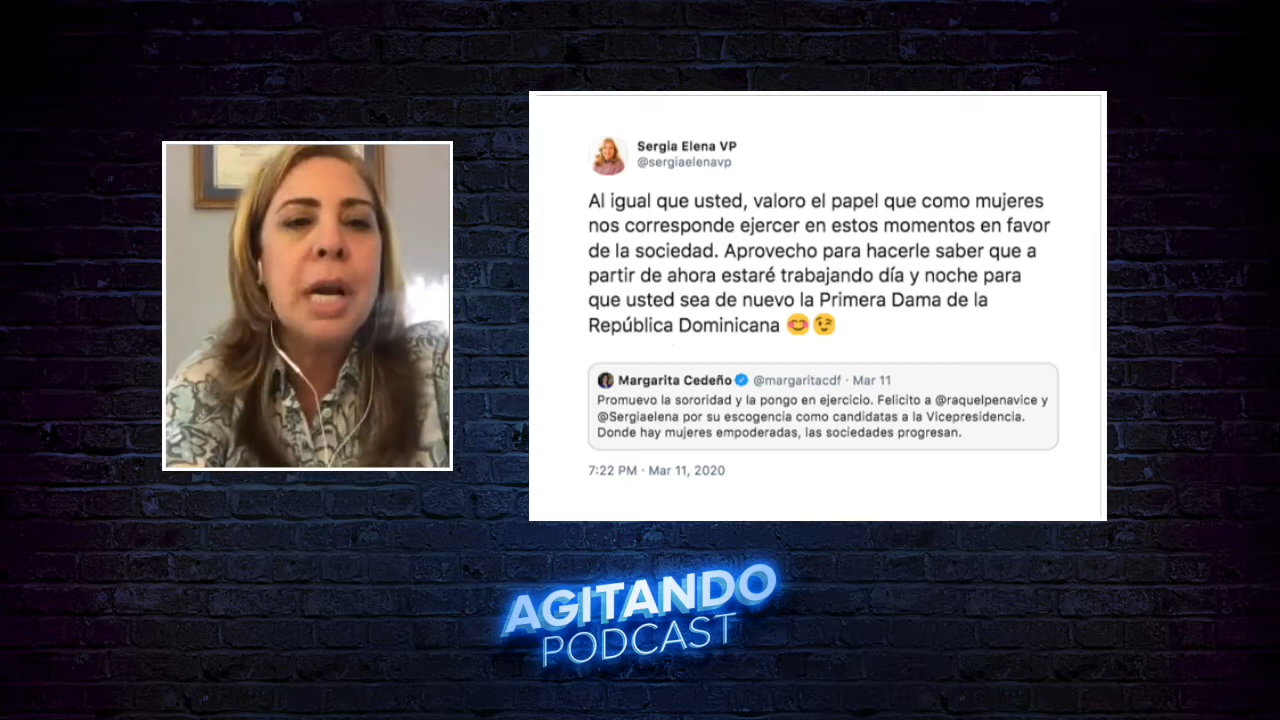 Sergia Elena VP
@sergiaelenavp
Al igual que usted, valoro el papel que como mujeres
nos corresponde ejercer en estos momentos en favor
de la sociedad. Aprovecho para hacerle saber que a
partir de ahora estaré trabajando día y noche para
que usted sea de nuevo la Primera Dama de la
República Dominicana 😊😉
Margarita Cedeño @margaritacdf · Mar 11
Promuevo la sororidad y la pongo en ejercicio. Felicito a @raquelpenavice y
@Sergiaelena por su escogencia como candidatas a la Vicepresidencia.
Donde hay mujeres empoderadas, las sociedades progresan.
7:22 PM · Mar 11, 2020
AGITANDO
PODCAST